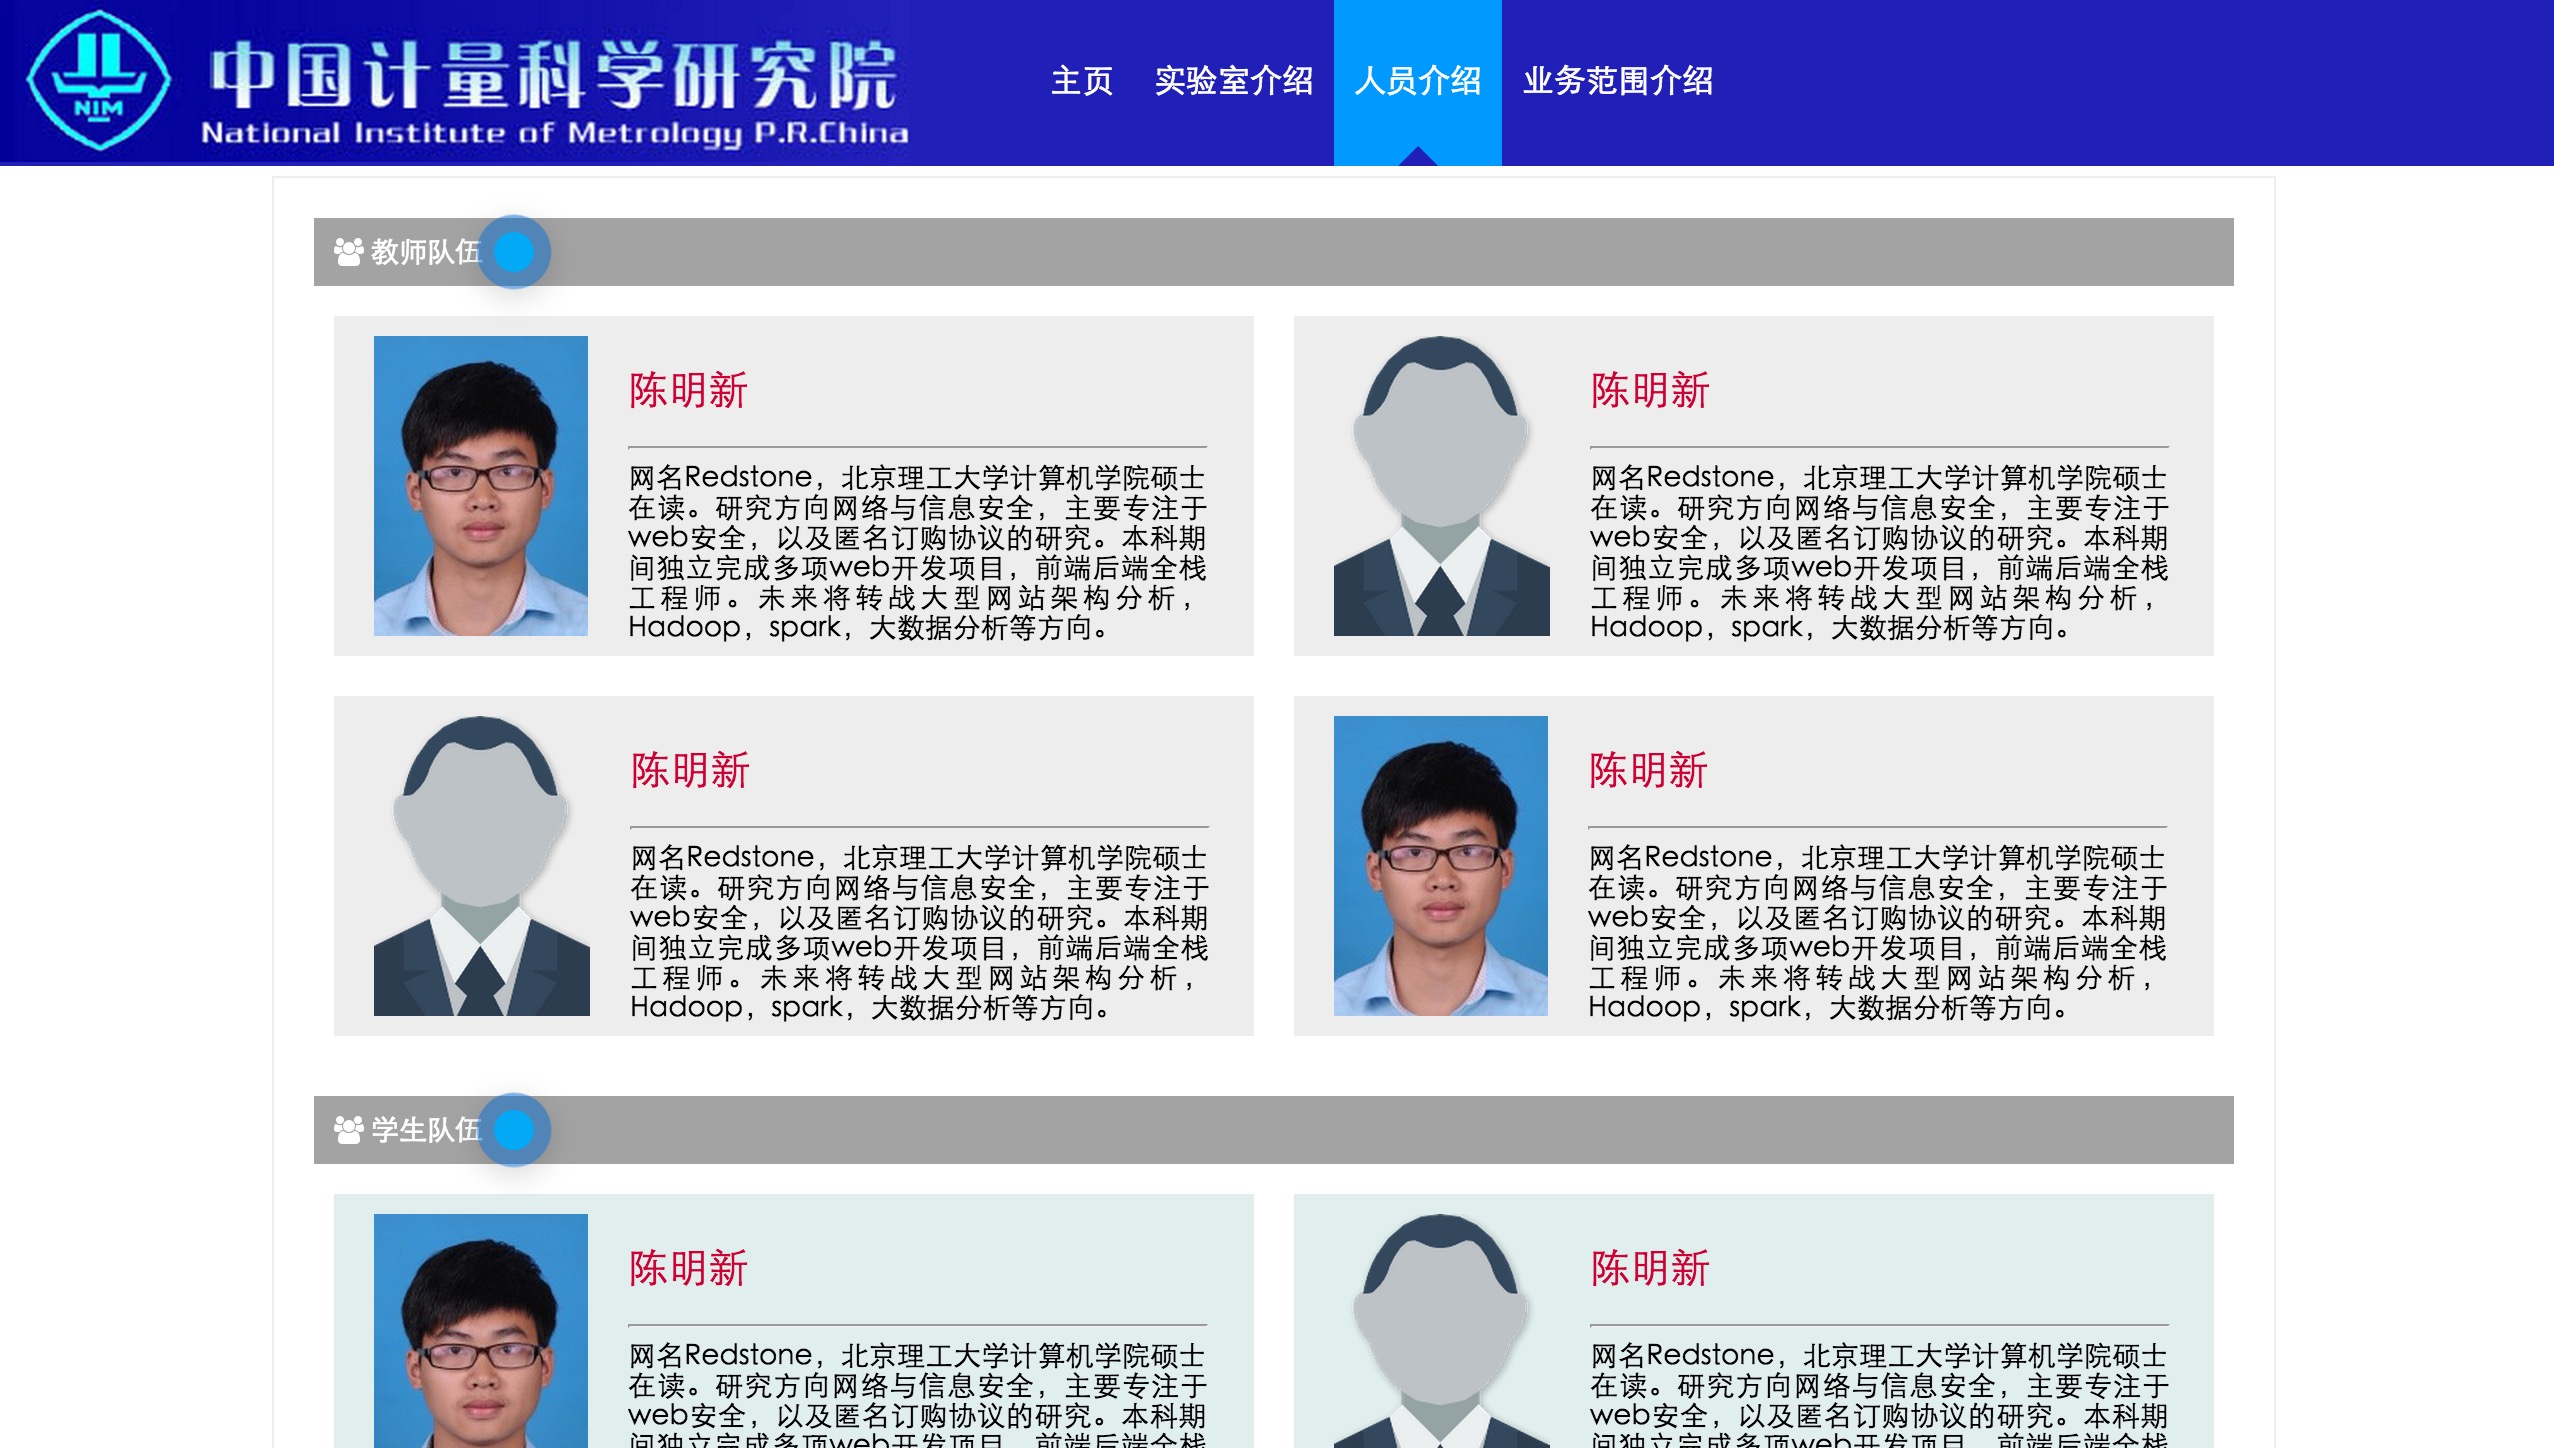 NIM
中国计量科学研究院
National Institute of Metrology P.R.China
主页 实验室介绍 人员介绍 业务范围介绍
教师队伍
陈明新
网名Redstone，北京理工大学计算机学院硕士
在读。研究方向网络与信息安全，主要专注于
web安全，以及匿名订购协议的研究。本科期
间独立完成多项web开发项目，前端后端全栈
工程师。未来将转战大型网站架构分析，
Hadoop，spark，大数据分析等方向。
陈明新
网名Redstone，北京理工大学计算机学院硕士
在读。研究方向网络与信息安全，主要专注于
web安全，以及匿名订购协议的研究。本科期
间独立完成多项web开发项目，前端后端全栈
工程师。未来将转战大型网站架构分析，
Hadoop，spark，大数据分析等方向。
陈明新
网名Redstone，北京理工大学计算机学院硕士
在读。研究方向网络与信息安全，主要专注于
web安全，以及匿名订购协议的研究。本科期
间独立完成多项web开发项目，前端后端全栈
工程师。未来将转战大型网站架构分析，
Hadoop，spark，大数据分析等方向。
陈明新
网名Redstone，北京理工大学计算机学院硕士
在读。研究方向网络与信息安全，主要专注于
web安全，以及匿名订购协议的研究。本科期
间独立完成多项web开发项目，前端后端全栈
工程师。未来将转战大型网站架构分析，
Hadoop，spark，大数据分析等方向。
学生队伍
陈明新
网名Redstone，北京理工大学计算机学院硕士
在读。研究方向网络与信息安全，主要专注于
web安全，以及匿名订购协议的研究。本科期
间独立完成多项web开发项目，前端后端全栈
陈明新
网名Redstone，北京理工大学计算机学院硕士
在读。研究方向网络与信息安全，主要专注于
web安全，以及匿名订购协议的研究。本科期
间独立完成多项web开发项目，前端后端全栈